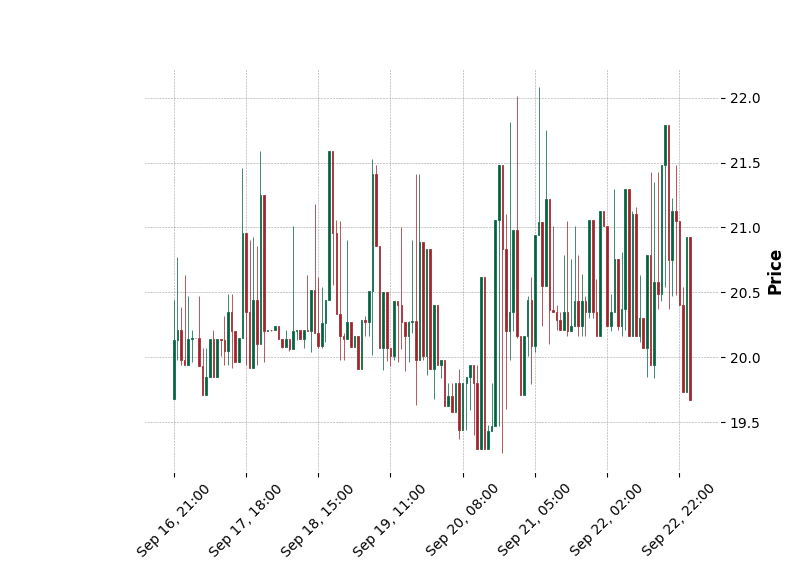 22.0
21.5
21.0
20.5
20.0
19.5
Price
Sep 16, 21:00
Sep 17, 18:00
Sep 18, 15:00
Sep 19, 11:00
Sep 20, 08:00
Sep 21, 05:00
Sep 22, 02:00
Sep 22, 22:00